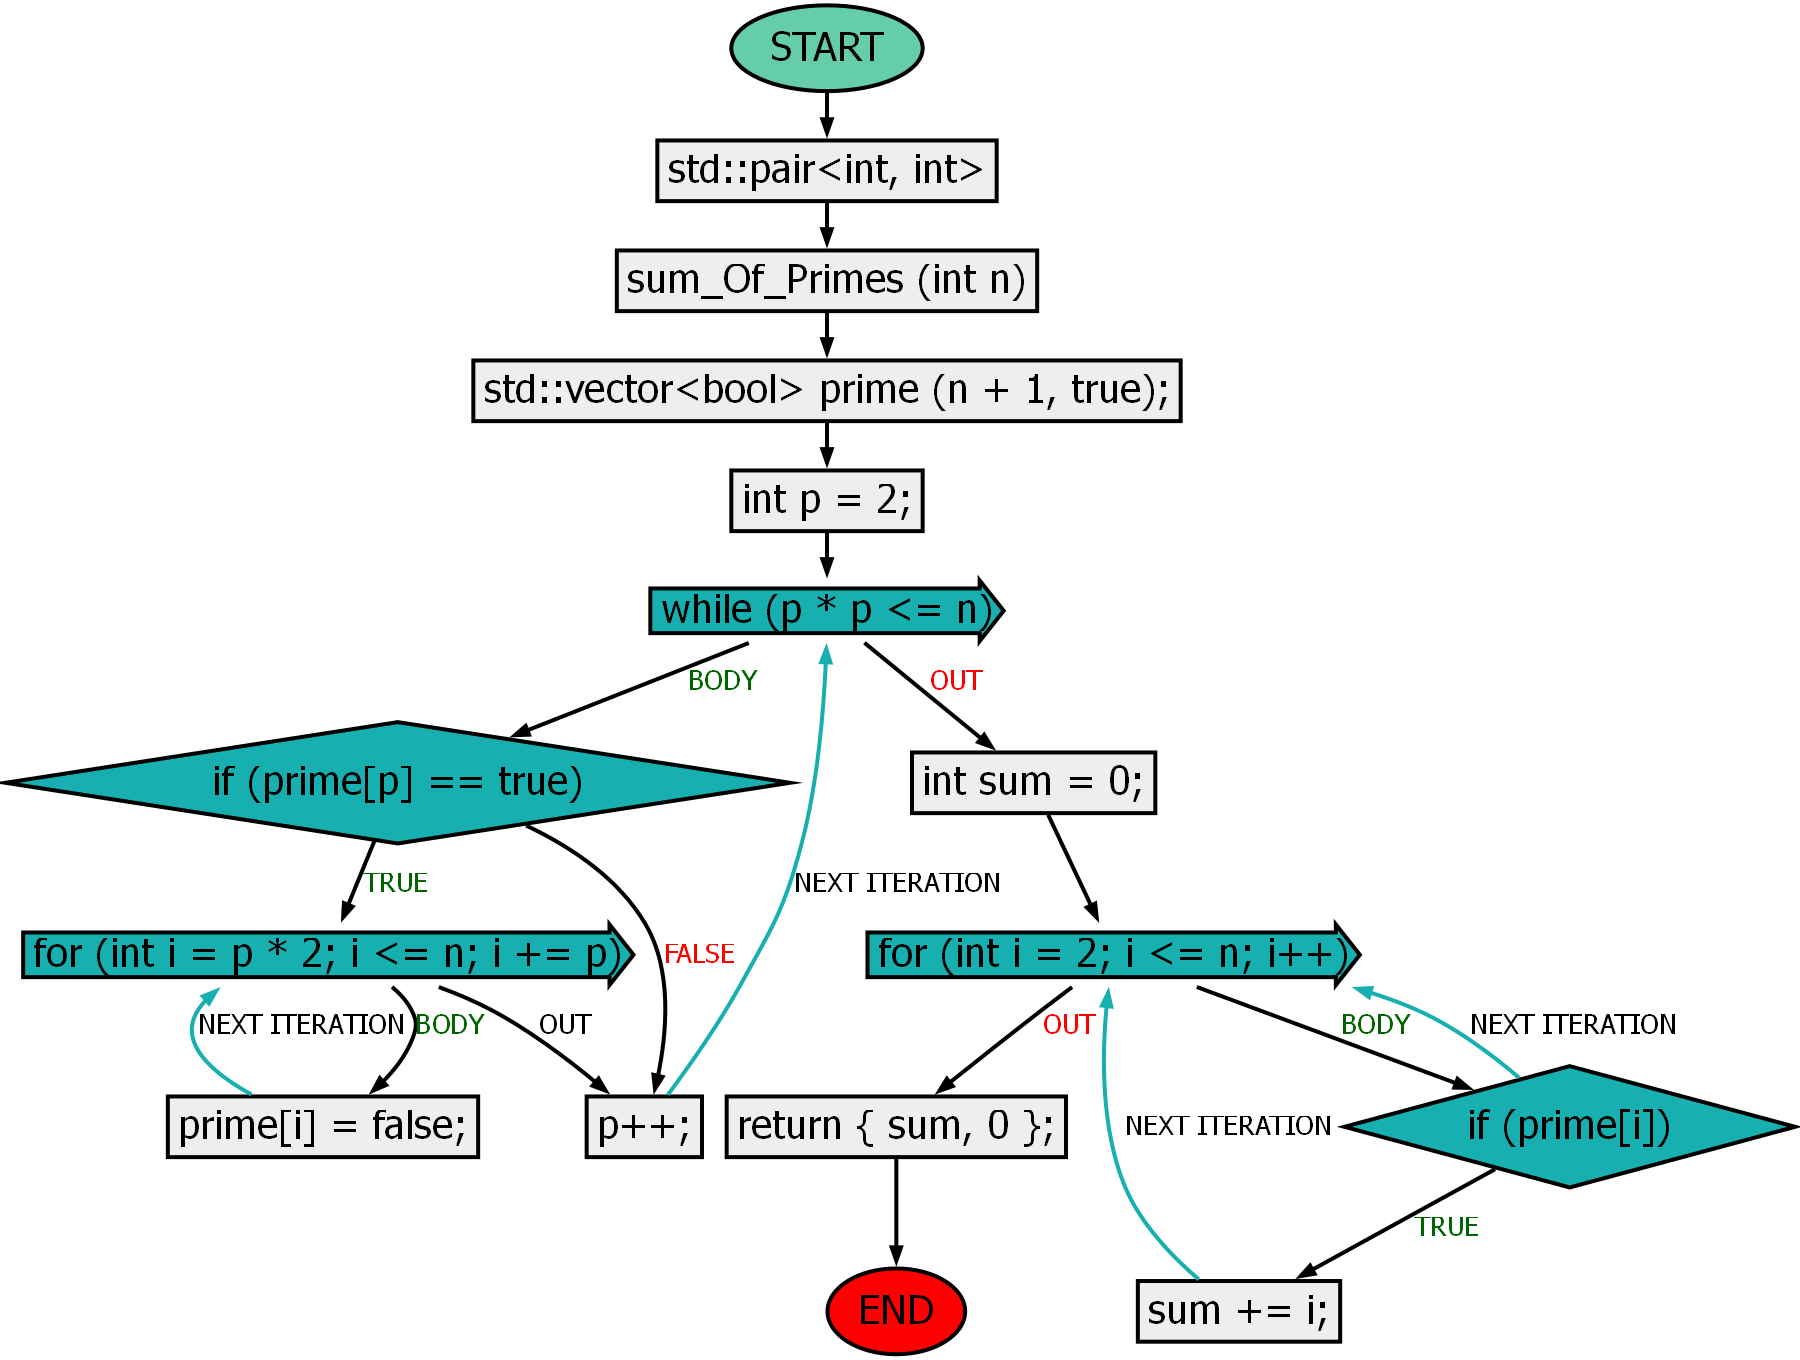 START
std::pair<int, int>
sum_Of_Primes (int n)
std::vector<bool> prime (n + 1, true);
int p = 2;
while (p * p <= n)
BODY
OUT
if (prime[p] == true)
int sum = 0;
TRUE
NEXT ITERATION
for (int i = p * 2; i <= n; i += p)
FALSE
for (int i = 2; i <= n; i++)
NEXT ITERATION
BODY
OUT
OUT
BODY
NEXT ITERATION
prime[i] = false;
p++;
return { sum, 0 };
NEXT ITERATION
if (prime[i])
TRUE
END
sum += i;